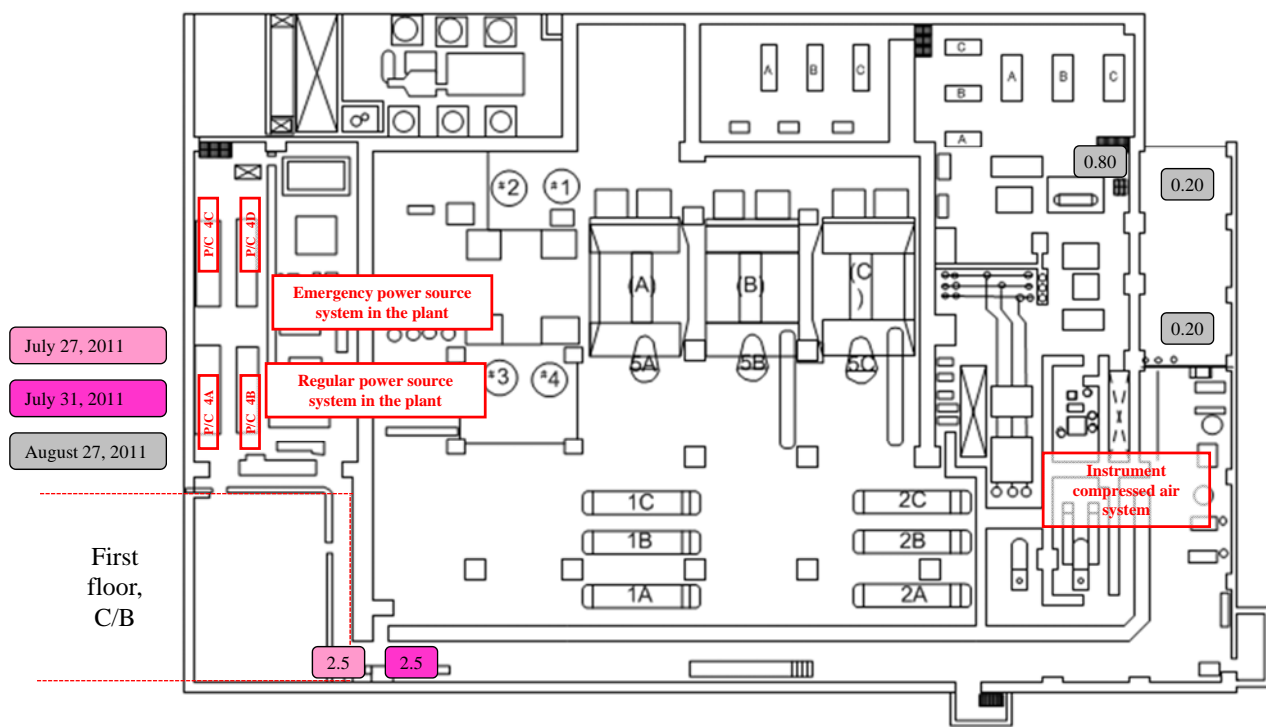 A
B
C
C
B
A
A
B
C
0.80
0.20
0.20
#2
#1
P/C 4C
P/C 4D
Emergency power source
system in the plant
(A)
(B)
(C
)
July 27, 2011
July 31, 2011
August 27, 2011
P/C 4A
P/C 4B
Regular power source
system in the plant
#3
#4
5A
5B
5C
Instrument
compressed air
system
1C
1B
1A
2C
2B
2A
First
floor,
C/B
2.5
2.5